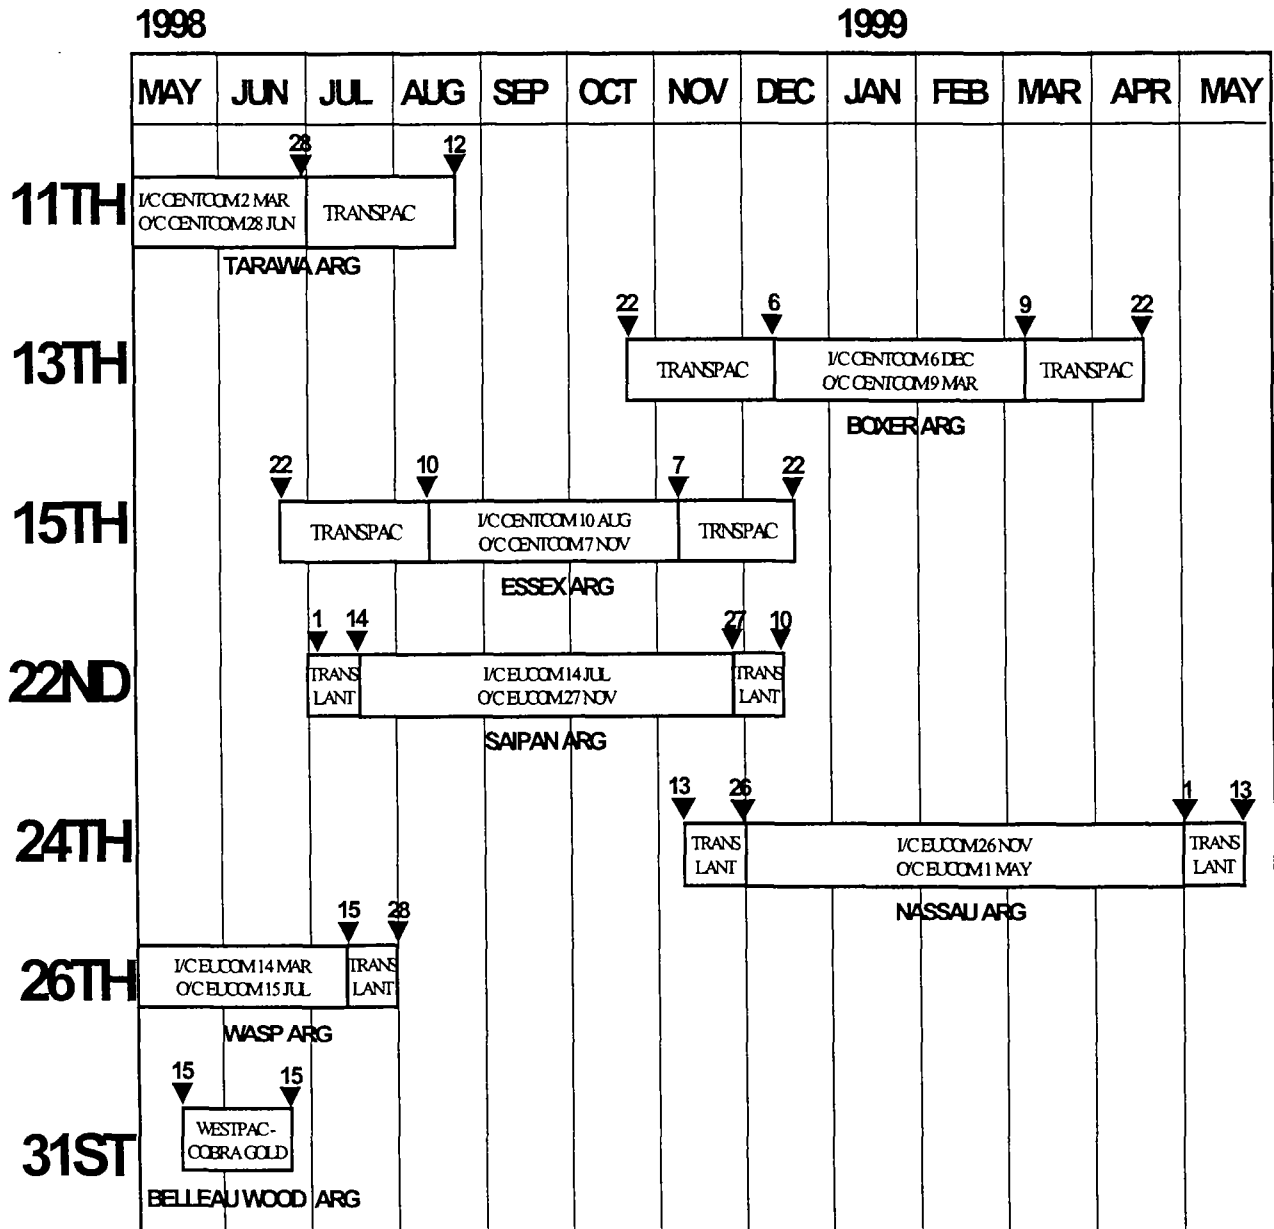 1998 1999
MAY JUN JUL AUG SEP OCT NOV DEC JAN FEB MAR APR MAY
28 12
11TH
I/C CENTCOM 2 MAR
O/C CENTCOM 28 JUN
TRANSPAC
TARAWA ARG
22 6 9 22
13TH
TRANSPAC
I/C CENTCOM 6 DEC
O/C CENTCOM 9 MAR
TRANSPAC
BOXER ARG
22 10 7 22
15TH
TRANSPAC
I/C CENTCOM 10 AUG
O/C CENTCOM 7 NOV
TRNSPAC
ESSEX ARG
1 14 27 10
22ND
TRANS
LANT
I/C EUCOM 14 JUL
O/C EUCOM 27 NOV
TRANS
LANT
SAIPAN ARG
13 26 1 13
24TH
TRANS
LANT
I/C EUCOM 26 NOV
O/C EUCOM 1 MAY
TRANS
LANT
NASSAU ARG
15 28
26TH
I/C EUCOM 14 MAR
O/C EUCOM 15 JUL
TRANS
LANT
WASP ARG
15 15
31ST
WESTPAC-
COBRA GOLD
BELLEAU WOOD ARG